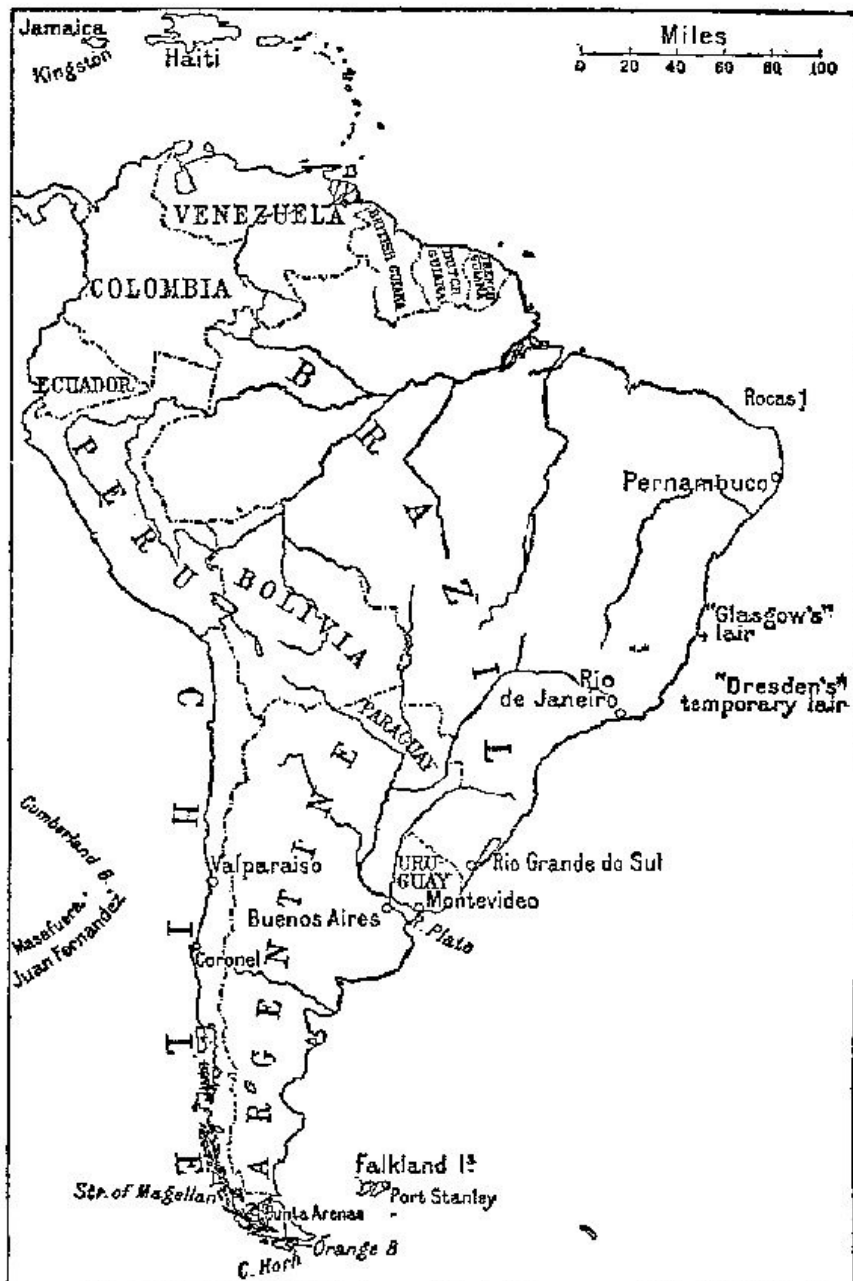 Jamaica
Kingston
Haiti
Miles
0 20 40 60 80 100
VENEZUELA
BRITISH GUIANA
DUTCH
GUIANA
FRENCH
GUIANA
COLOMBIA
ECUADOR
BRAZIL
Rocas I
PERU
Pernambuco
BOLIVIA
"Glasgow's"
lair
Rio
de Janeiro
"Dresden's"
temporary lair
PARAGUAY
CHILE
ARGENTINE
Cumberland B.
Valparaiso
URU-
GUAY
Rio Grande do Sul
Montevideo
Buenos Aires
R. Plate
Masafuera
Juan Fernandez
Coronel
Falkland Is
Port Stanley
Str. of Magellan
Punta Arenas
Orange B
C. Horn